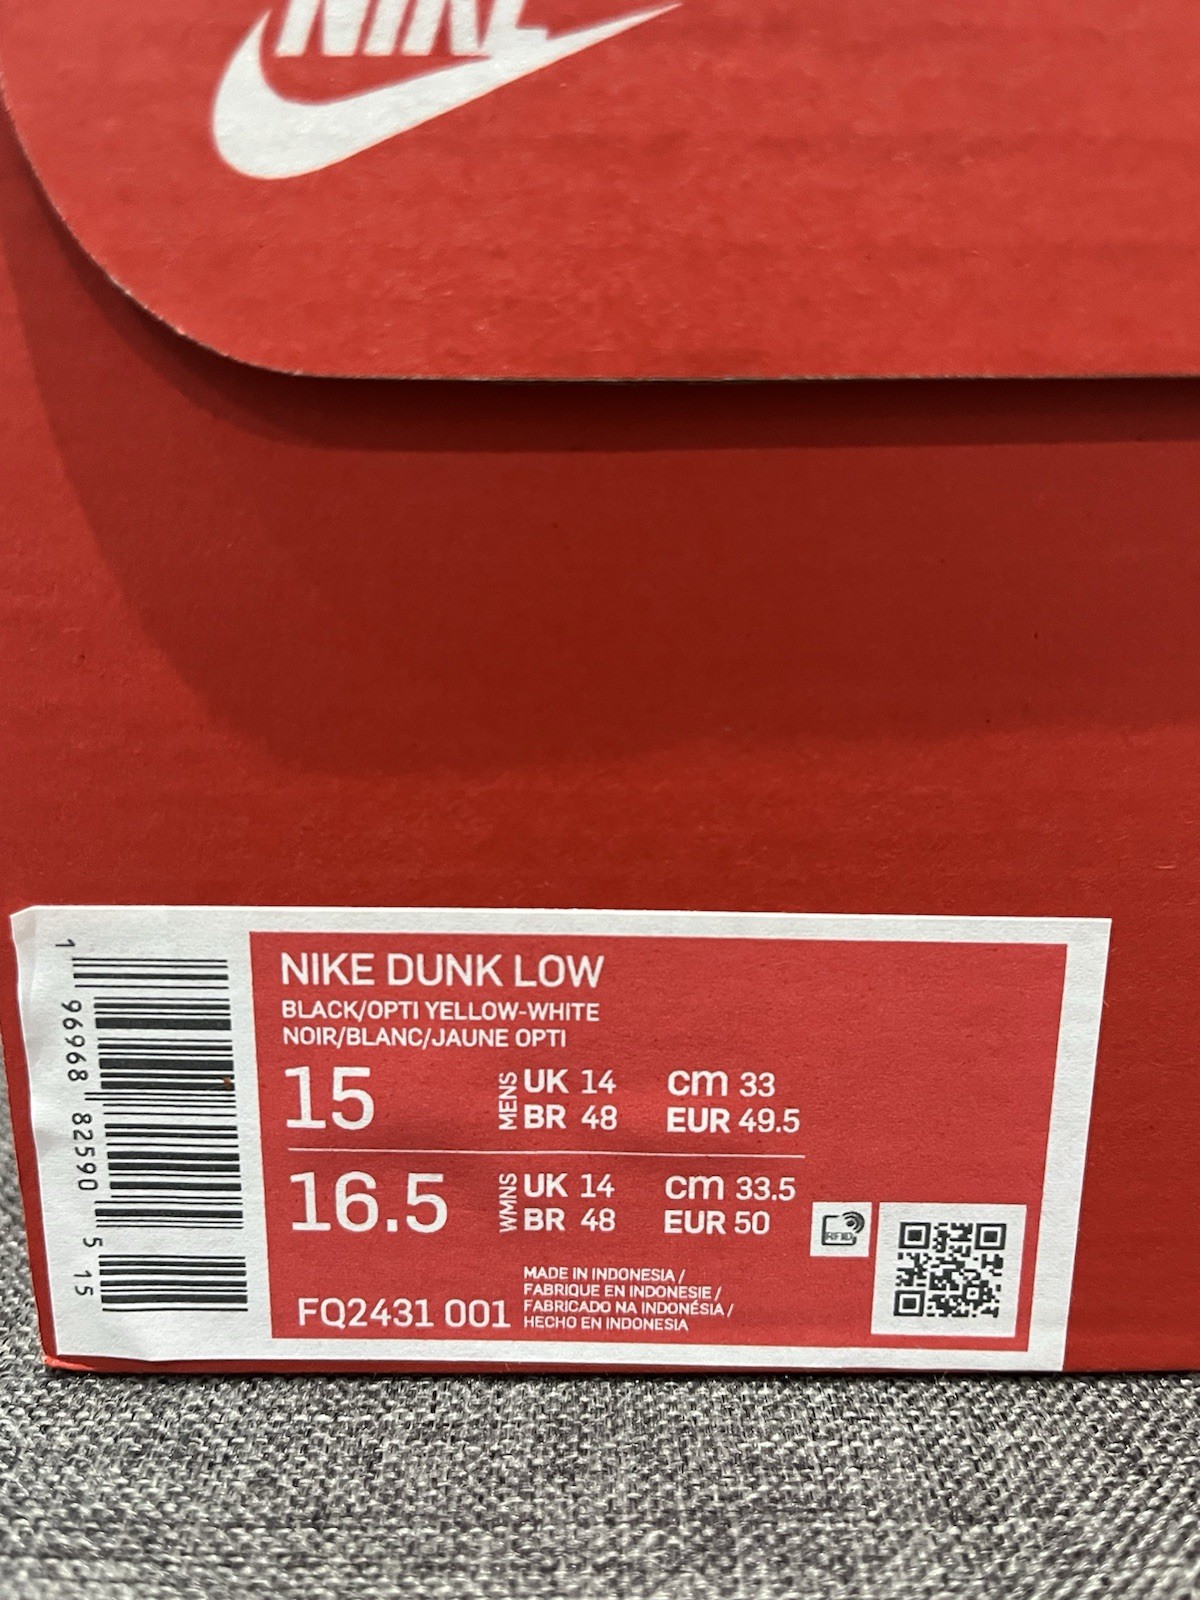 NIKE
NIKE DUNK LOW
BLACK/OPTI YELLOW-WHITE
NOIR/BLANC/JAUNE OPTI
15 MENS UK 14 cm 33
BR 48 EUR 49.5
16.5 WMNS UK 14 cm 33.5
BR 48 EUR 50
RFID
FQ2431 001
MADE IN INDONESIA /
FABRIQUE EN INDONESIE /
FABRICADO NA INDONÉSIA /
HECHO EN INDONESIA
1 96968 82590 5 15